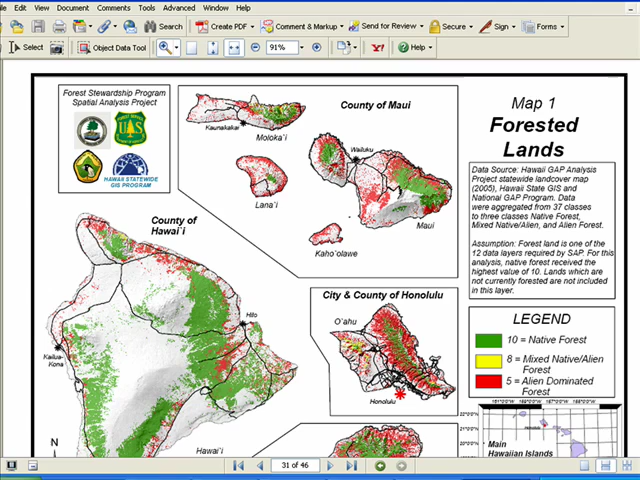 File Edit View Document Comments Tools Advanced Window Help
Search Create PDF Comment & Markup Send for Review Secure Sign Forms
Select Object Data Tool 91% Y! Help
Forest Stewardship Program
Spatial Analysis Project
UAS
HAWAII STATEWIDE
GIS PROGRAM
County of Maui
Kaunakakai
Moloka`i
Wailuku
Lana`i
Maui
Kaho`olawe
Map 1
Forested
Lands
Data Source: Hawaii GAP Analysis
Project statewide landcover map
(2005), Hawaii State GIS and
National GAP Program. Data
were aggregated from 37 classes
to three classes Native Forest,
Mixed Native/Alien, and Alien Forest.
Assumption: Forest land is one of the
12 data layers required by SAP. For this
analysis, native forest received the
highest value of 10. Lands which are
not currently forested are not included
in this layer.
County of
Hawai`i
Hilo
Kailua-
Kona
Hawai`i
N
City & County of Honolulu
O`ahu
Honolulu
LEGEND
10 = Native Forest
8 = Mixed Native/Alien
Forest
5 = Alien Dominated
Forest
Main
Hawaiian Islands
31 of 46